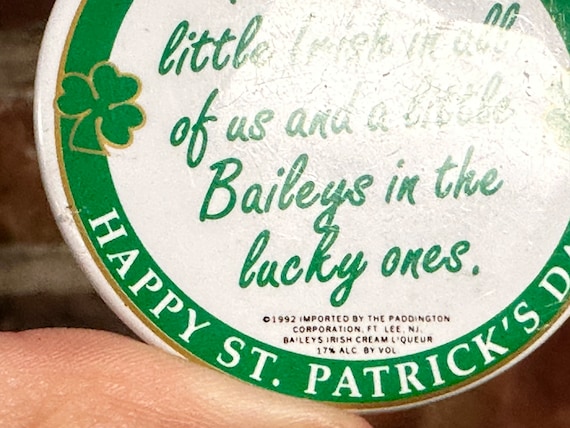 little Irish in all
of us and a little
Baileys in the
lucky ones.
©1992 IMPORTED BY THE PADDINGTON
CORPORATION, FT. LEE, NJ.
BAILEYS IRISH CREAM LIQUEUR
17% ALC. BY VOL
HAPPY ST. PATRICK'S DA